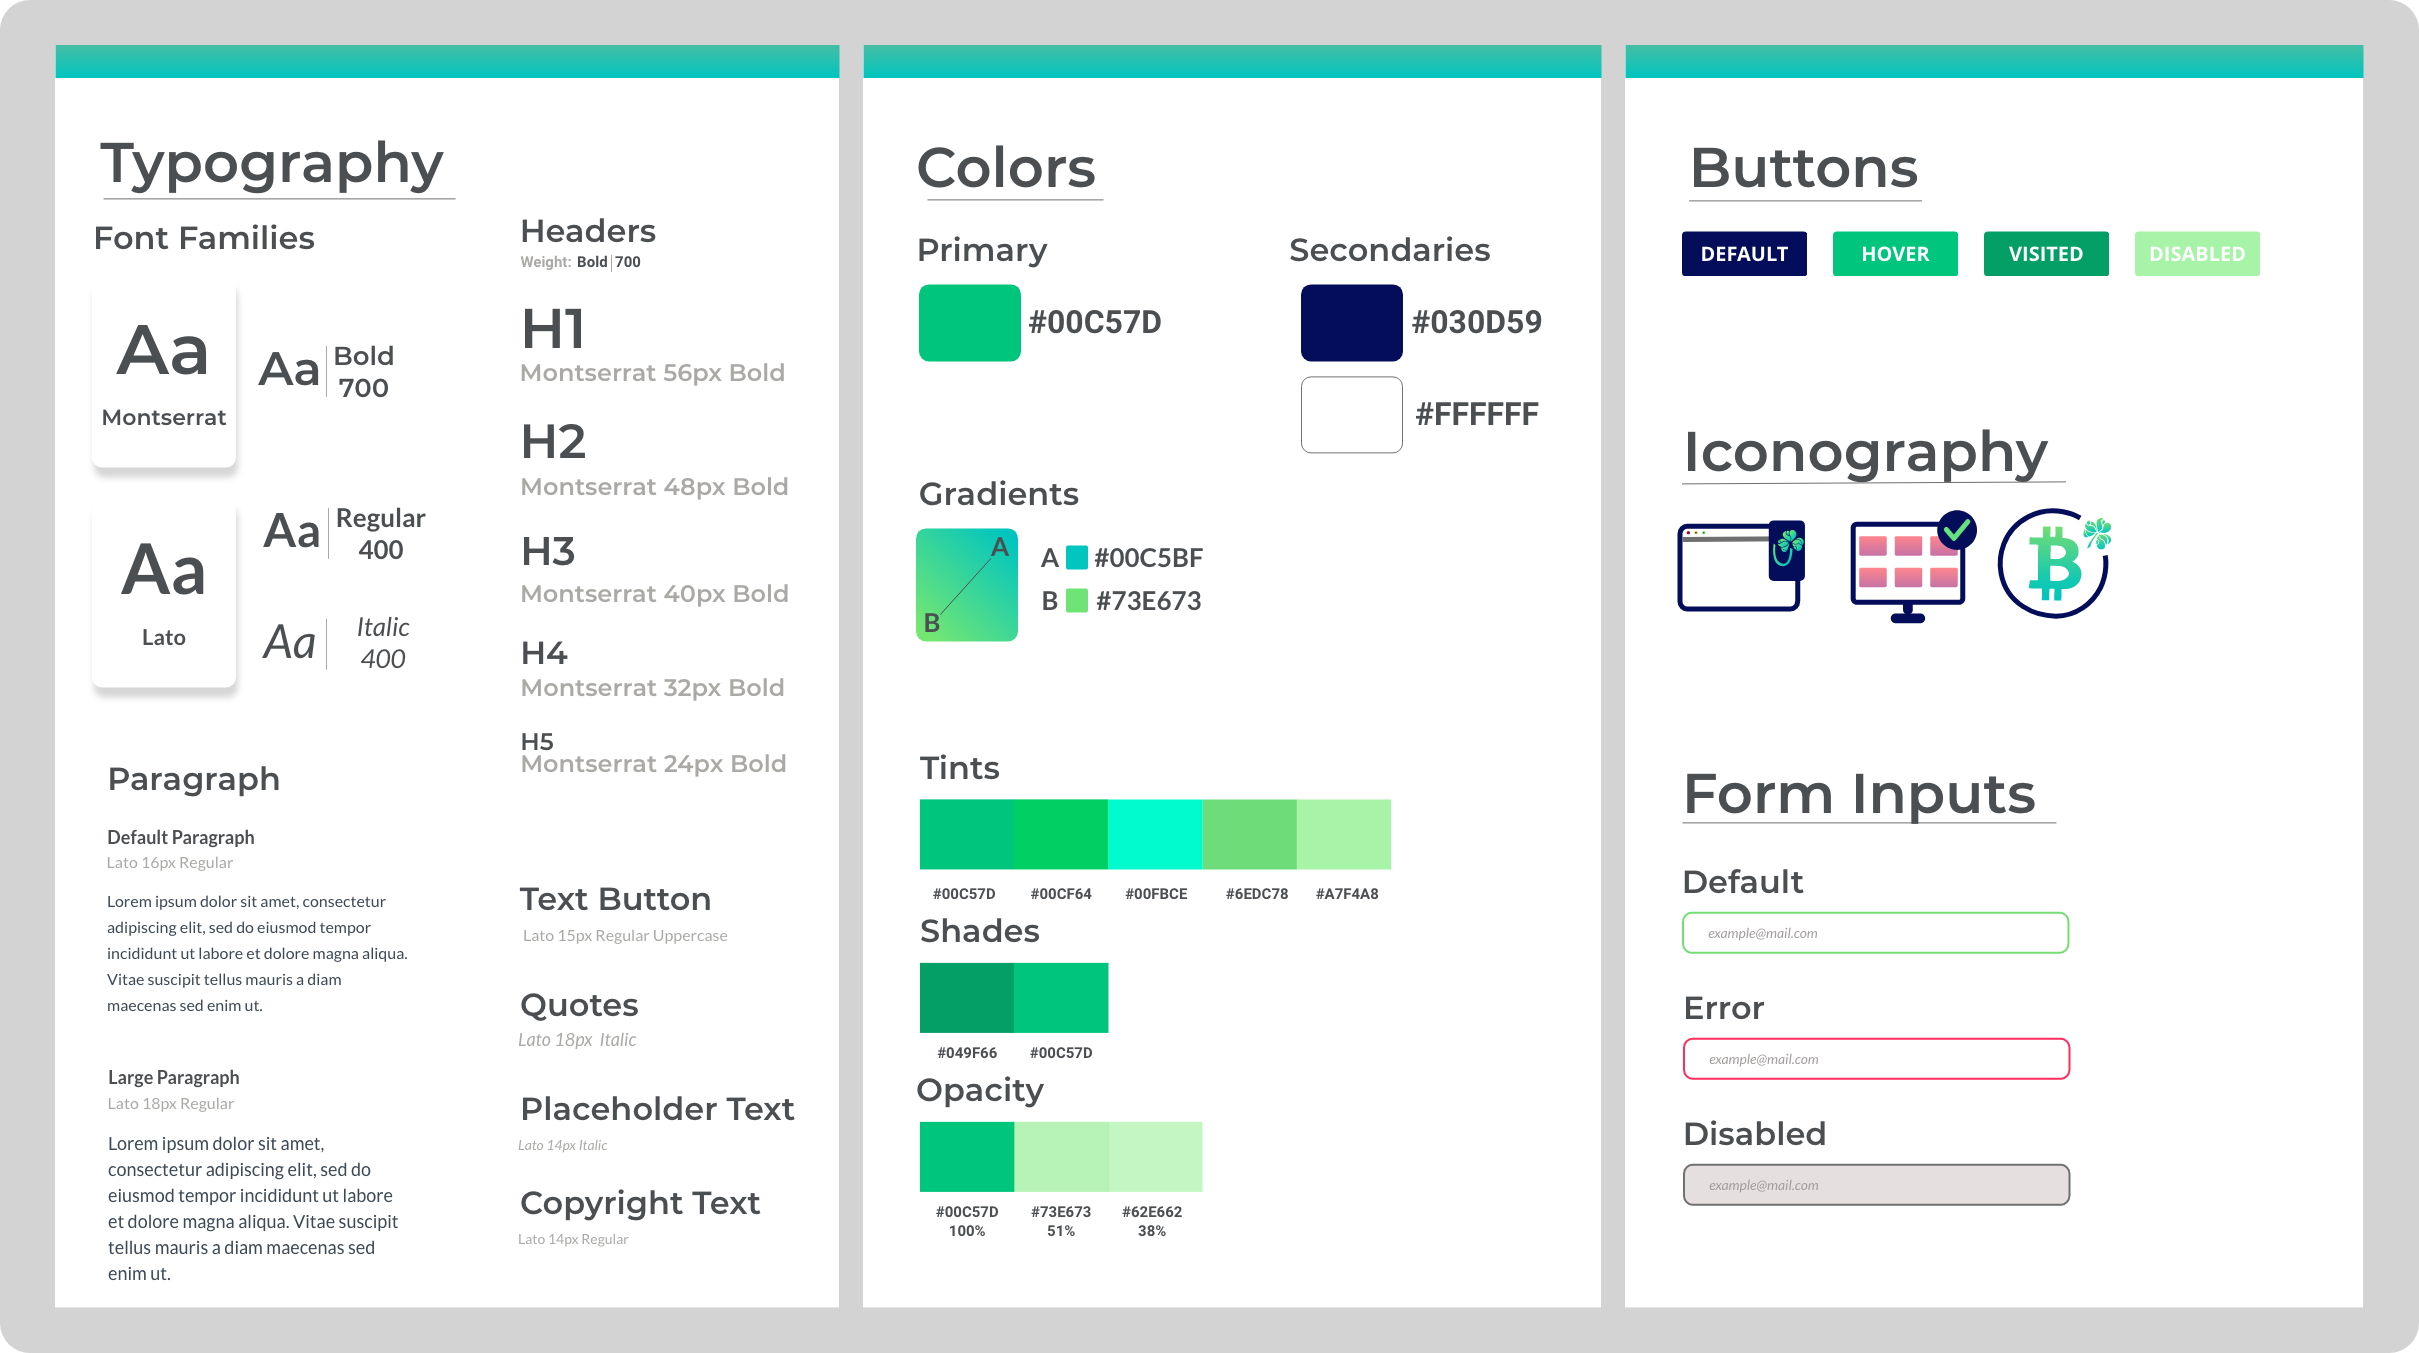 Typography
Font Families
Aa
Montserrat
Aa
Bold
700
Aa
Lato
Aa
Regular
400
Aa
Italic
400
Paragraph
Default Paragraph
Lato 16px Regular
Lorem ipsum dolor sit amet, consectetur
adipiscing elit, sed do eiusmod tempor
incididunt ut labore et dolore magna aliqua.
Vitae suscipit tellus mauris a diam
maecenas sed enim ut.
Large Paragraph
Lato 18px Regular
Lorem ipsum dolor sit amet,
consectetur adipiscing elit, sed do
eiusmod tempor incididunt ut labore
et dolore magna aliqua. Vitae suscipit
tellus mauris a diam maecenas sed
enim ut.
Headers
Weight: Bold|700
H1
Montserrat 56px Bold
H2
Montserrat 48px Bold
H3
Montserrat 40px Bold
H4
Montserrat 32px Bold
H5
Montserrat 24px Bold
Text Button
Lato 15px Regular Uppercase
Quotes
Lato 18px Italic
Placeholder Text
Lato 14px Italic
Copyright Text
Lato 14px Regular
Colors
Primary
#00C57D
Secondaries
#030D59
#FFFFFF
Gradients
A
B
A #00C5BF
B #73E673
Tints
#00C57D #00CF64 #00FBCE #6EDC78 #A7F4A8
Shades
#049F66 #00C57D
Opacity
#00C57D #73E673 #62E662
100% 51% 38%
Buttons
DEFAULT HOVER VISITED DISABLED
Iconography
Form Inputs
Default
example@mail.com
Error
example@mail.com
Disabled
example@mail.com